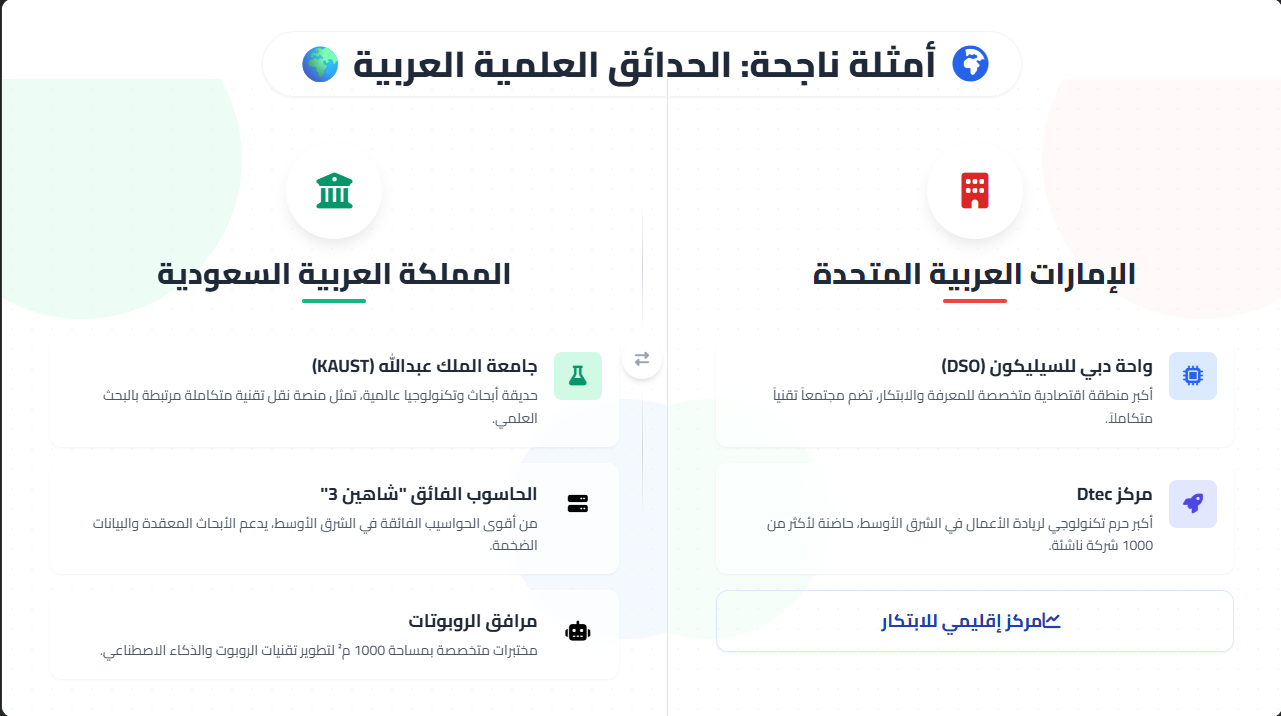 أمثلة ناجحة: الحدائق العلمية العربية
الإمارات العربية المتحدة
واحة دبي للسيليكون (DSO)
أكبر منطقة اقتصادية متخصصة للمعرفة والابتكار، تضم مجتمعاً تقنياً
متكاملاً.
مركز Dtec
أكبر حرم تكنولوجي لريادة الأعمال في الشرق الأوسط، حاضنة لأكثر من
1000 شركة ناشئة.
مركز إقليمي للابتكار
المملكة العربية السعودية
جامعة الملك عبدالله (KAUST)
حديقة أبحاث وتكنولوجيا عالمية، تمثل منصة نقل تقنية متكاملة مرتبطة بالبحث
العلمي.
الحاسوب الفائق "شاهين 3"
من أقوى الحواسيب الفائقة في الشرق الأوسط، يدعم الأبحاث المعقدة والبيانات
الضخمة.
مرافق الروبوتات
مختبرات متخصصة بمساحة 1000 م² لتطوير تقنيات الروبوت والذكاء الاصطناعي.